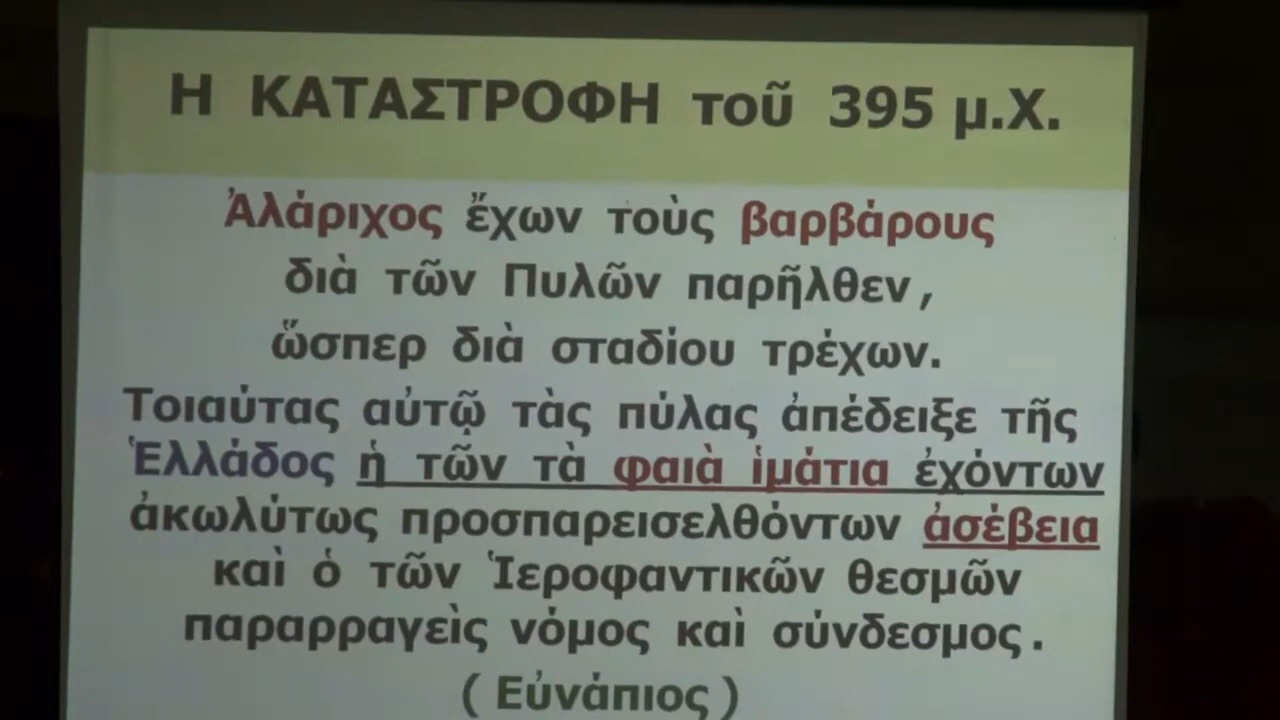 Η ΚΑΤΑΣΤΡΟΦΗ τοῦ 395 μ.Χ.
Ἀλάριχος ἔχων τοὺς βαρβάρους
διὰ τῶν Πυλῶν παρῆλθεν,
ὥσπερ διὰ σταδίου τρέχων.
Τοιαύτας αὐτῷ τὰς πύλας ἀπέδειξε τῆς
Ἑλλάδος ἡ τῶν τὰ φαιὰ ἱμάτια ἐχόντων
ἀκωλύτως προσπαρεισελθόντων ἀσέβεια
καὶ ὁ τῶν Ἱεροφαντικῶν θεσμῶν
παραρραγεὶς νόμος καὶ σύνδεσμος.
(Εὐνάπιος)